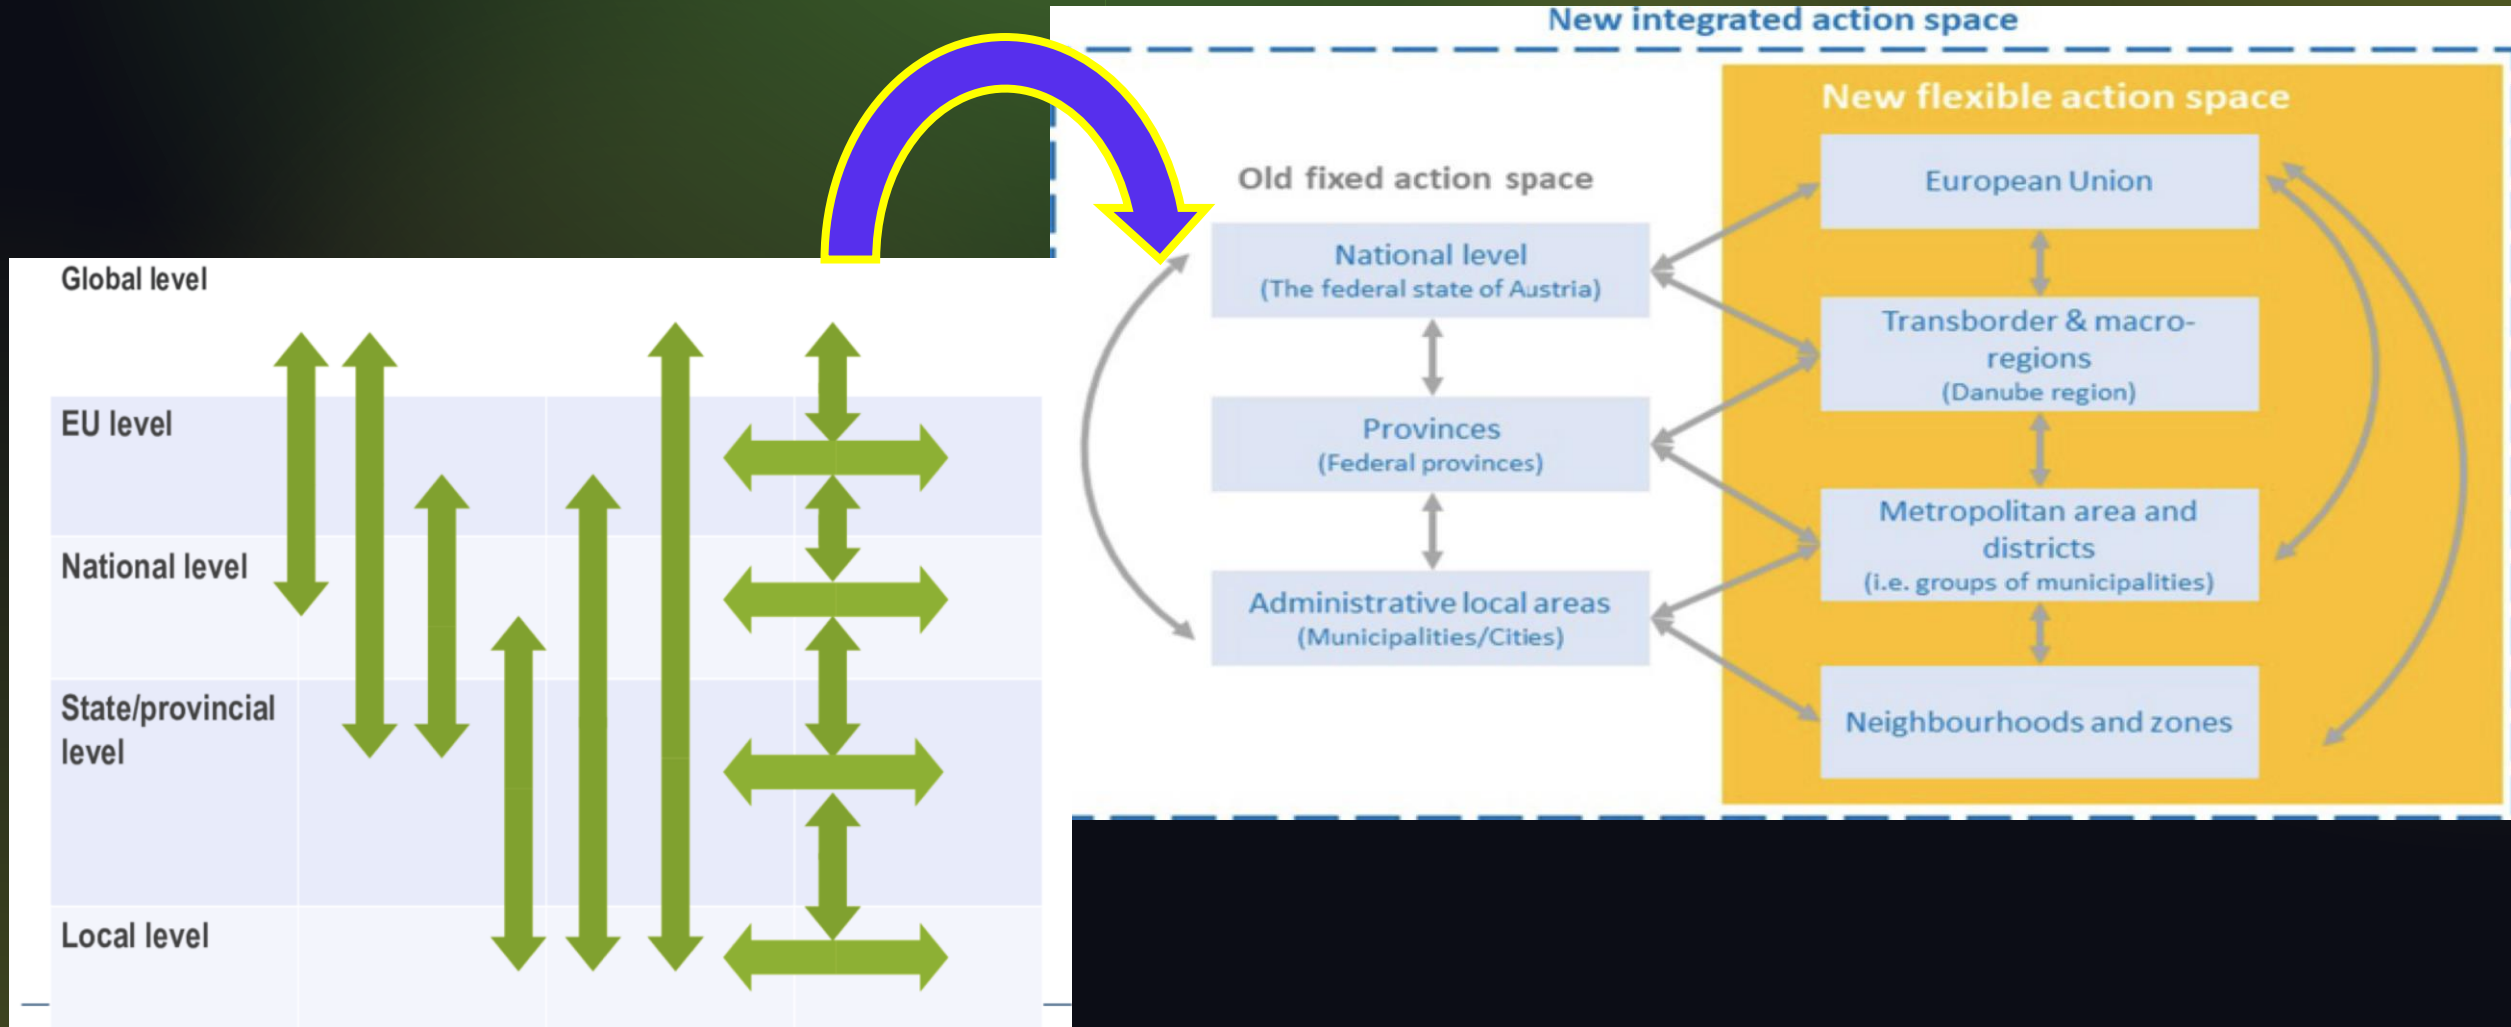 Global level
EU level
National level
State/provincial
level
Local level
New integrated action space
Old fixed action space
National level
(The federal state of Austria)
Provinces
(Federal provinces)
Administrative local areas
(Municipalities/Cities)
New flexible action space
European Union
Transborder & macro-
regions
(Danube region)
Metropolitan area and
districts
(i.e. groups of municipalities)
Neighbourhoods and zones